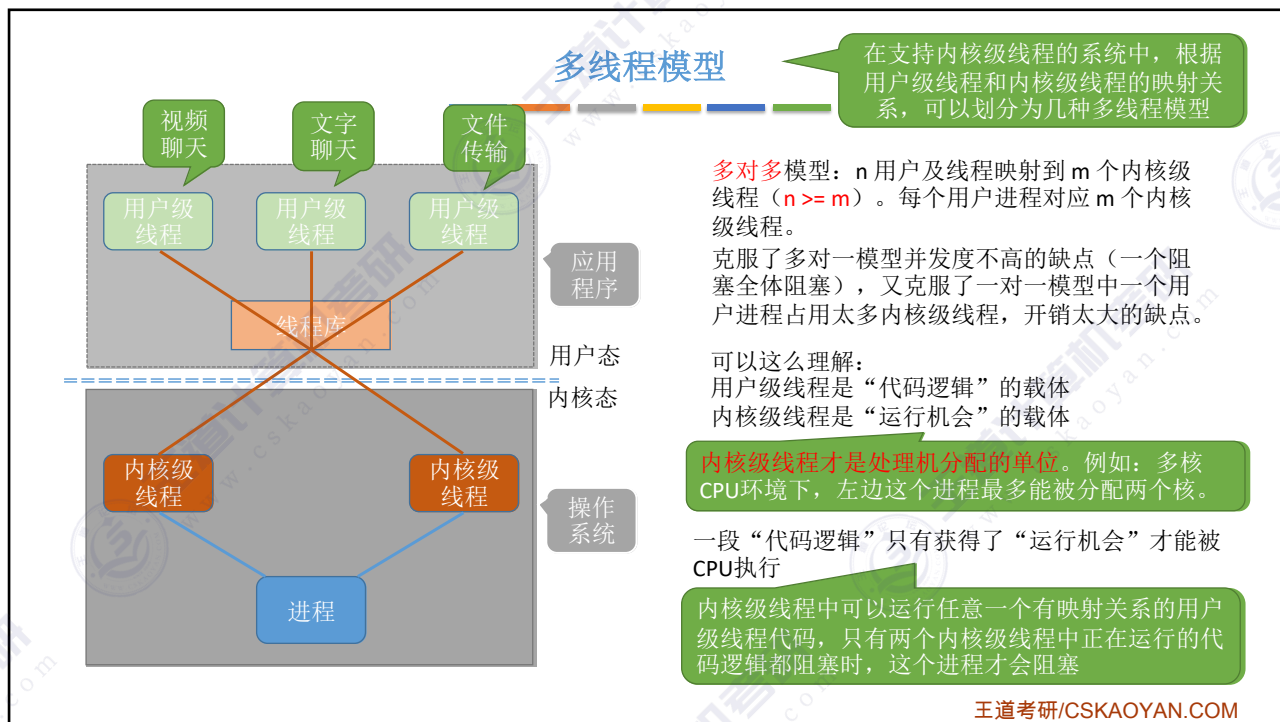 多线程模型
在支持内核级线程的系统中，根据
用户级线程和内核级线程的映射关
系，可以划分为几种多线程模型
视频
聊天
文字
聊天
文件
传输
用户级
线程
用户级
线程
用户级
线程
应用
程序
线程库
用户态
内核态
内核级
线程
内核级
线程
操作
系统
进程
多对多模型：n 用户及线程映射到 m 个内核级
线程（n >= m）。每个用户进程对应 m 个内核
级线程。
克服了多对一模型并发度不高的缺点（一个阻
塞全体阻塞），又克服了一对一模型中一个用
户进程占用太多内核级线程，开销太大的缺点。
可以这么理解：
用户级线程是“代码逻辑”的载体
内核级线程是“运行机会”的载体
内核级线程才是处理机分配的单位。例如：多核
CPU环境下，左边这个进程最多能被分配两个核。
一段“代码逻辑”只有获得了“运行机会”才能被
CPU执行
内核级线程中可以运行任意一个有映射关系的用户
级线程代码，只有两个内核级线程中正在运行的代
码逻辑都阻塞时，这个进程才会阻塞
王道考研/CSKAOYAN.COM
王道计算机考研
www.cskaoyan.com